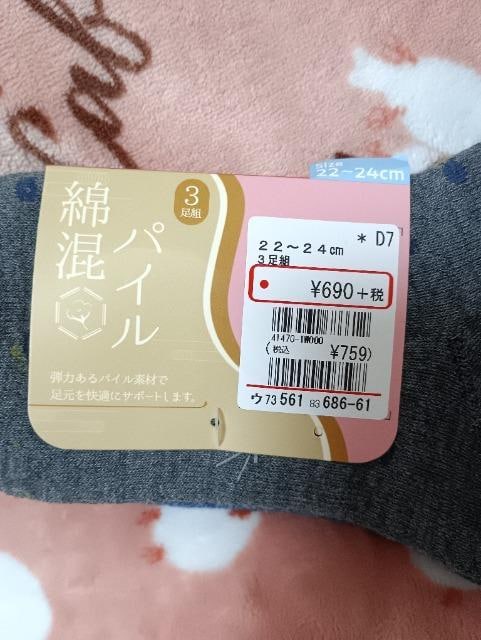 Size
22~24cm
3
足組
綿混
パイル
弾力あるパイル素材で
足元を快適にサポートします。
* D7
22～24cm
3足組
¥690+税
(税込 ¥759)
ウ73 561 83 686-61